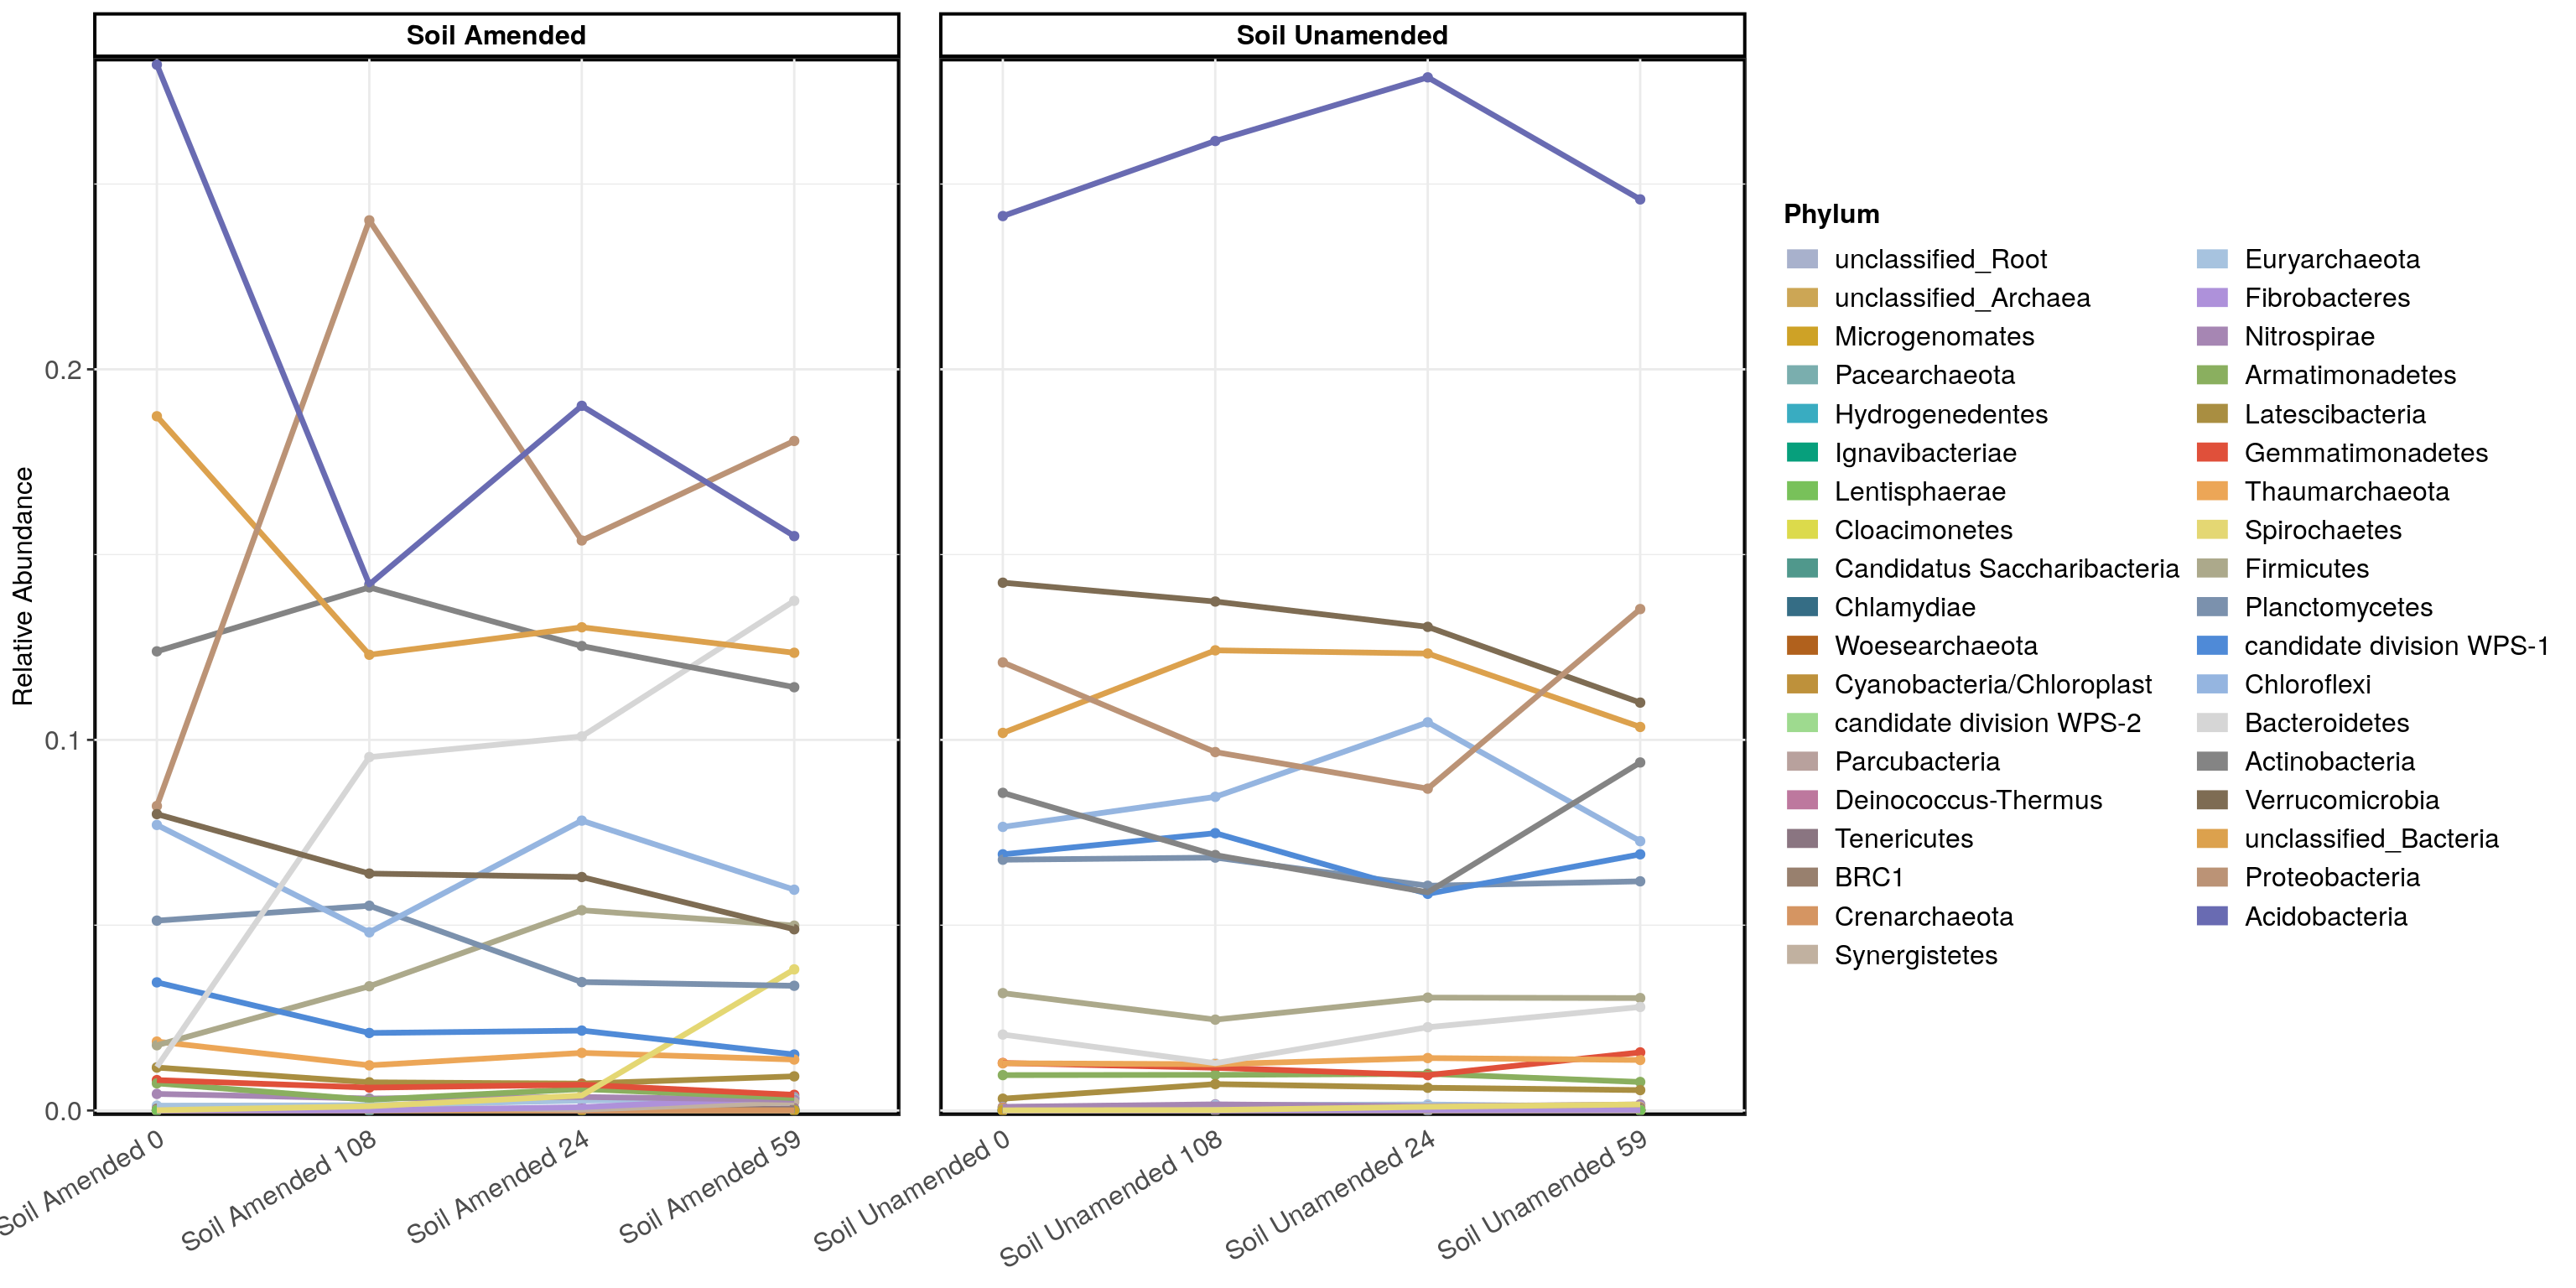 Soil Amended
Soil Unamended
Relative Abundance
0.2
0.1
0.0
Soil Amended 0
Soil Amended 108
Soil Amended 24
Soil Amended 59
Soil Unamended 0
Soil Unamended 108
Soil Unamended 24
Soil Unamended 59
Phylum
unclassified_Root
unclassified_Archaea
Microgenomates
Pacearchaeota
Hydrogenedentes
Ignavibacteriae
Lentisphaerae
Cloacimonetes
Candidatus Saccharibacteria
Chlamydiae
Woesearchaeota
Cyanobacteria/Chloroplast
candidate division WPS-2
Parcubacteria
Deinococcus-Thermus
Tenericutes
BRC1
Crenarchaeota
Synergistetes
Euryarchaeota
Fibrobacteres
Nitrospirae
Armatimonadetes
Latescibacteria
Gemmatimonadetes
Thaumarchaeota
Spirochaetes
Firmicutes
Planctomycetes
candidate division WPS-1
Chloroflexi
Bacteroidetes
Actinobacteria
Verrucomicrobia
unclassified_Bacteria
Proteobacteria
Acidobacteria